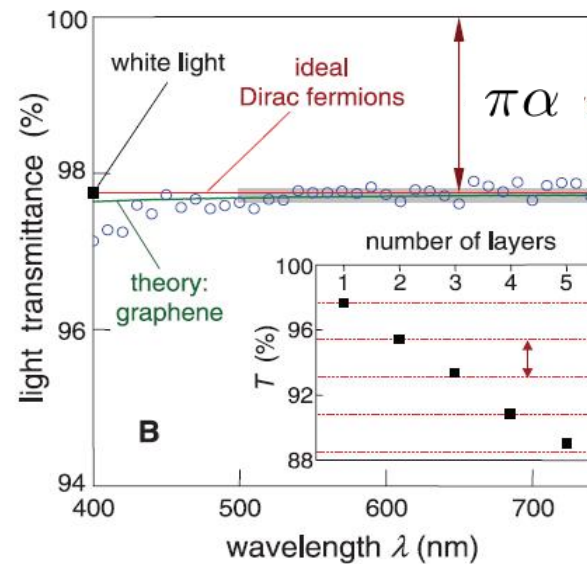 100
white light
ideal
Dirac fermions
πα
98
light transmittance (%)
theory:
graphene
96
B
94
400
500
600
700
wavelength λ (nm)
number of layers
1 2 3 4 5
100
96
92
88
T (%)